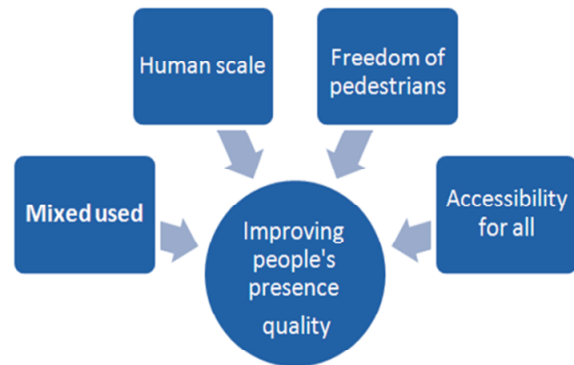 Human scale
Freedom of
pedestrians
Mixed used
Accessibility
for all
Improving
people's
presence
quality